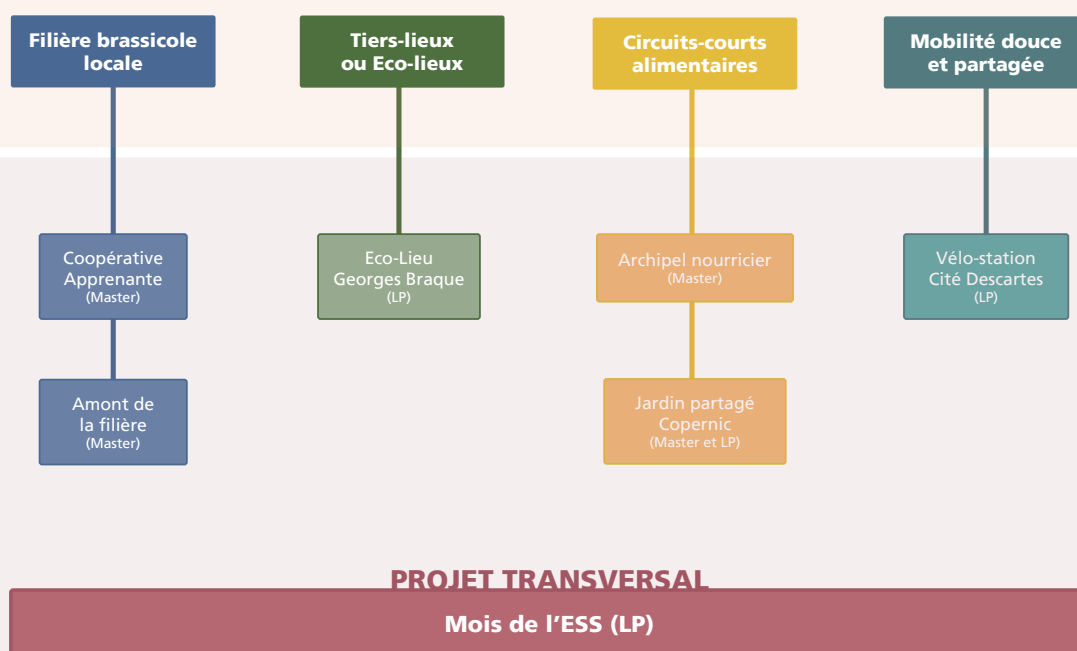 Filière brassicole
locale
Tiers-lieux
ou Eco-lieux
Circuits-courts
alimentaires
Mobilité douce
et partagée
Coopérative
Apprenante
(Master)
Eco-Lieu
Georges Braque
(LP)
Archipel nourricier
(Master)
Vélo-station
Cité Descartes
(LP)
Amont de
la filière
(Master)
Jardin partagé
Copernic
(Master et LP)
PROJET TRANSVERSAL
Mois de l’ESS (LP)